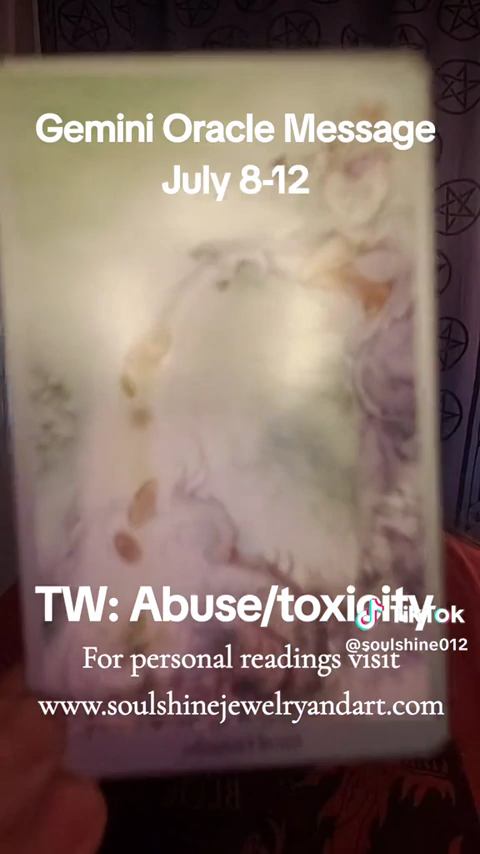 Gemini Oracle Message
July 8-12
TW: Abuse/toxicity
TikTok
@soulshine012
For personal readings visit
www.soulshinejewelryandart.com